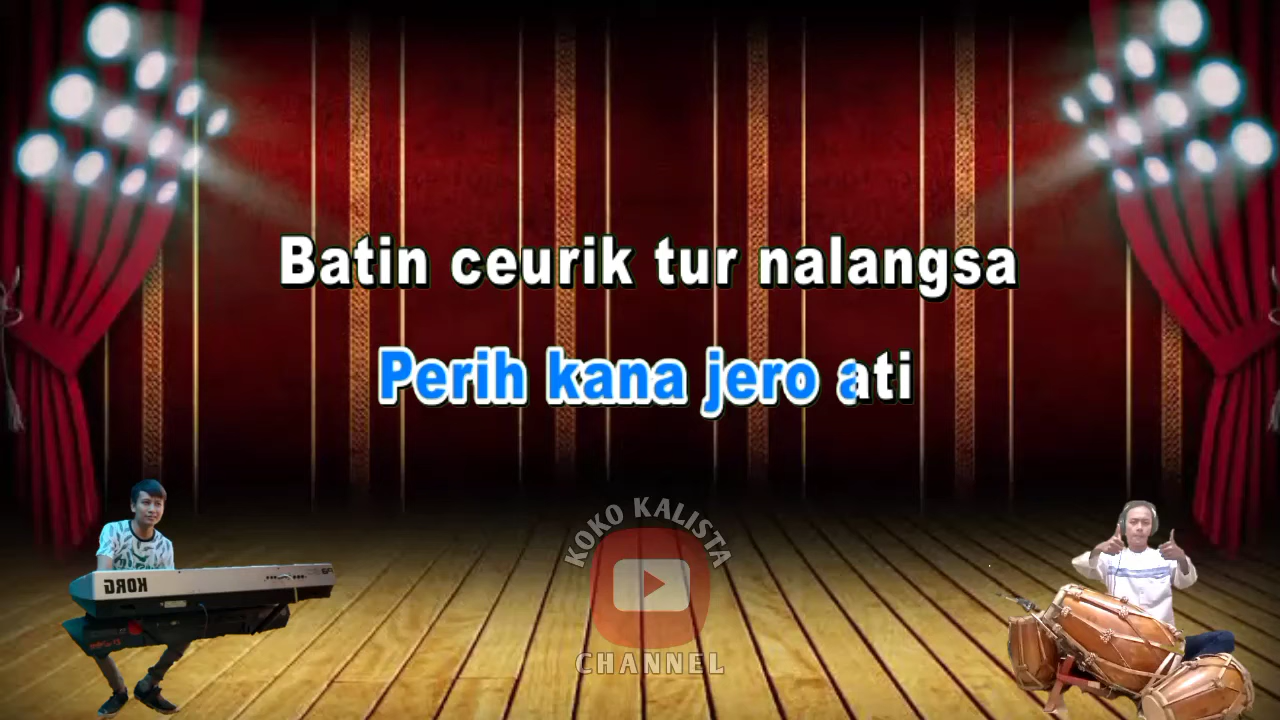 Batin ceurik tur nalangsa
Perih kana jero ati
KOKO KALISTA
CHANNEL
KORG